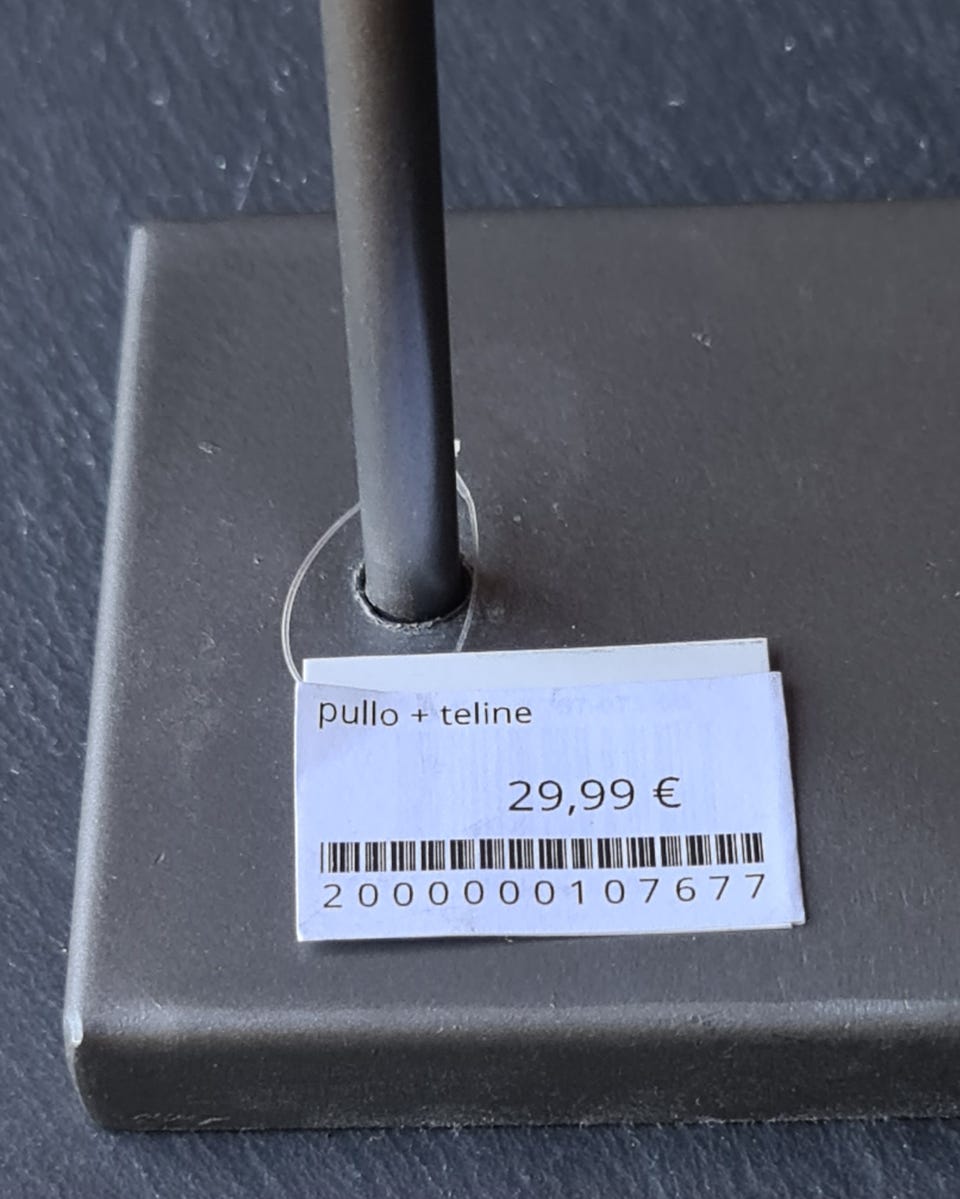 pullo + teline
29,99 €
2000000107677